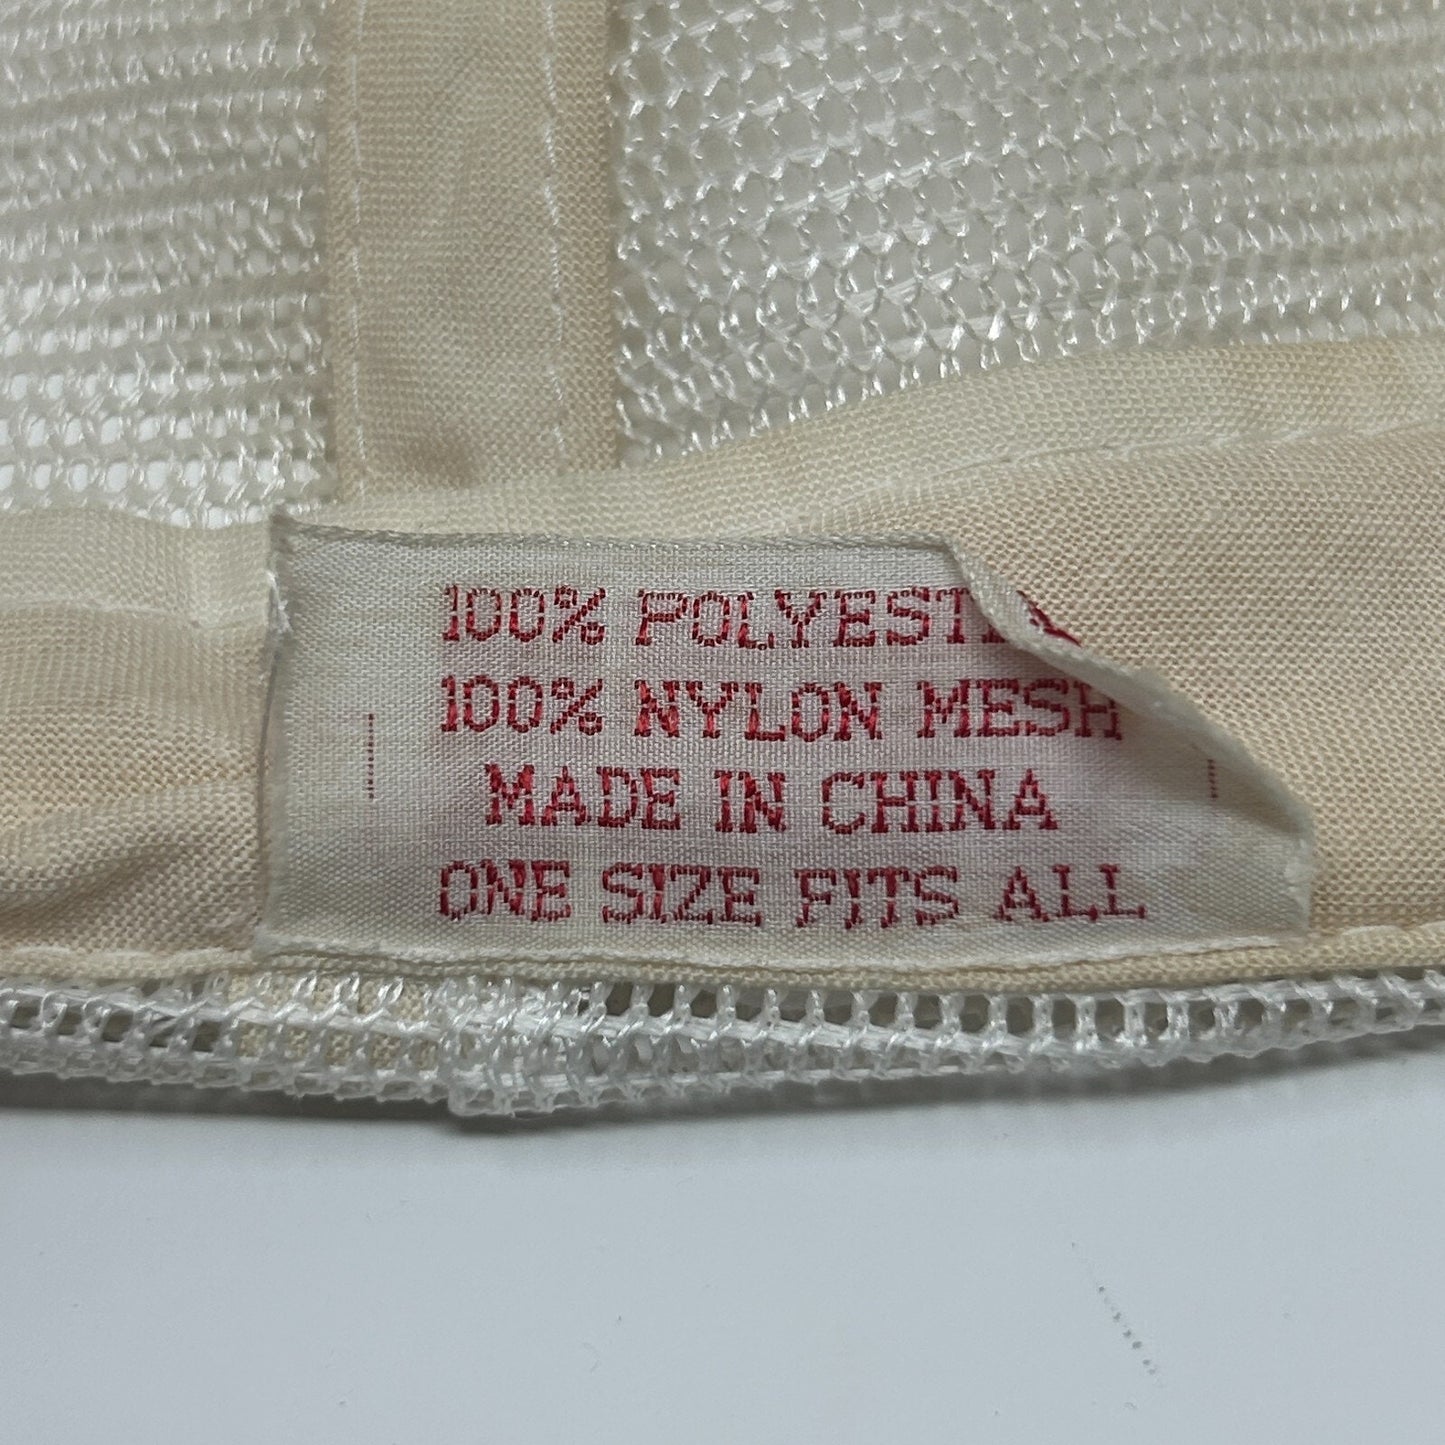 100% POLYESTER
100% NYLON MESH
MADE IN CHINA
ONE SIZE FITS ALL